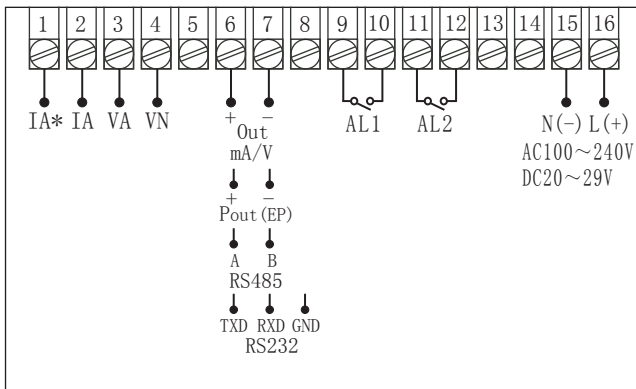 1 2 3 4 5 6 7 8 9 10 11 12 13 14 15 16
IA* IA VA VN + − AL1 AL2 N(−) L(+)
Out
mA/V
AC100～240V
DC20～29V
+ −
Pout(EP)
A B
RS485
TXD RXD GND
RS232